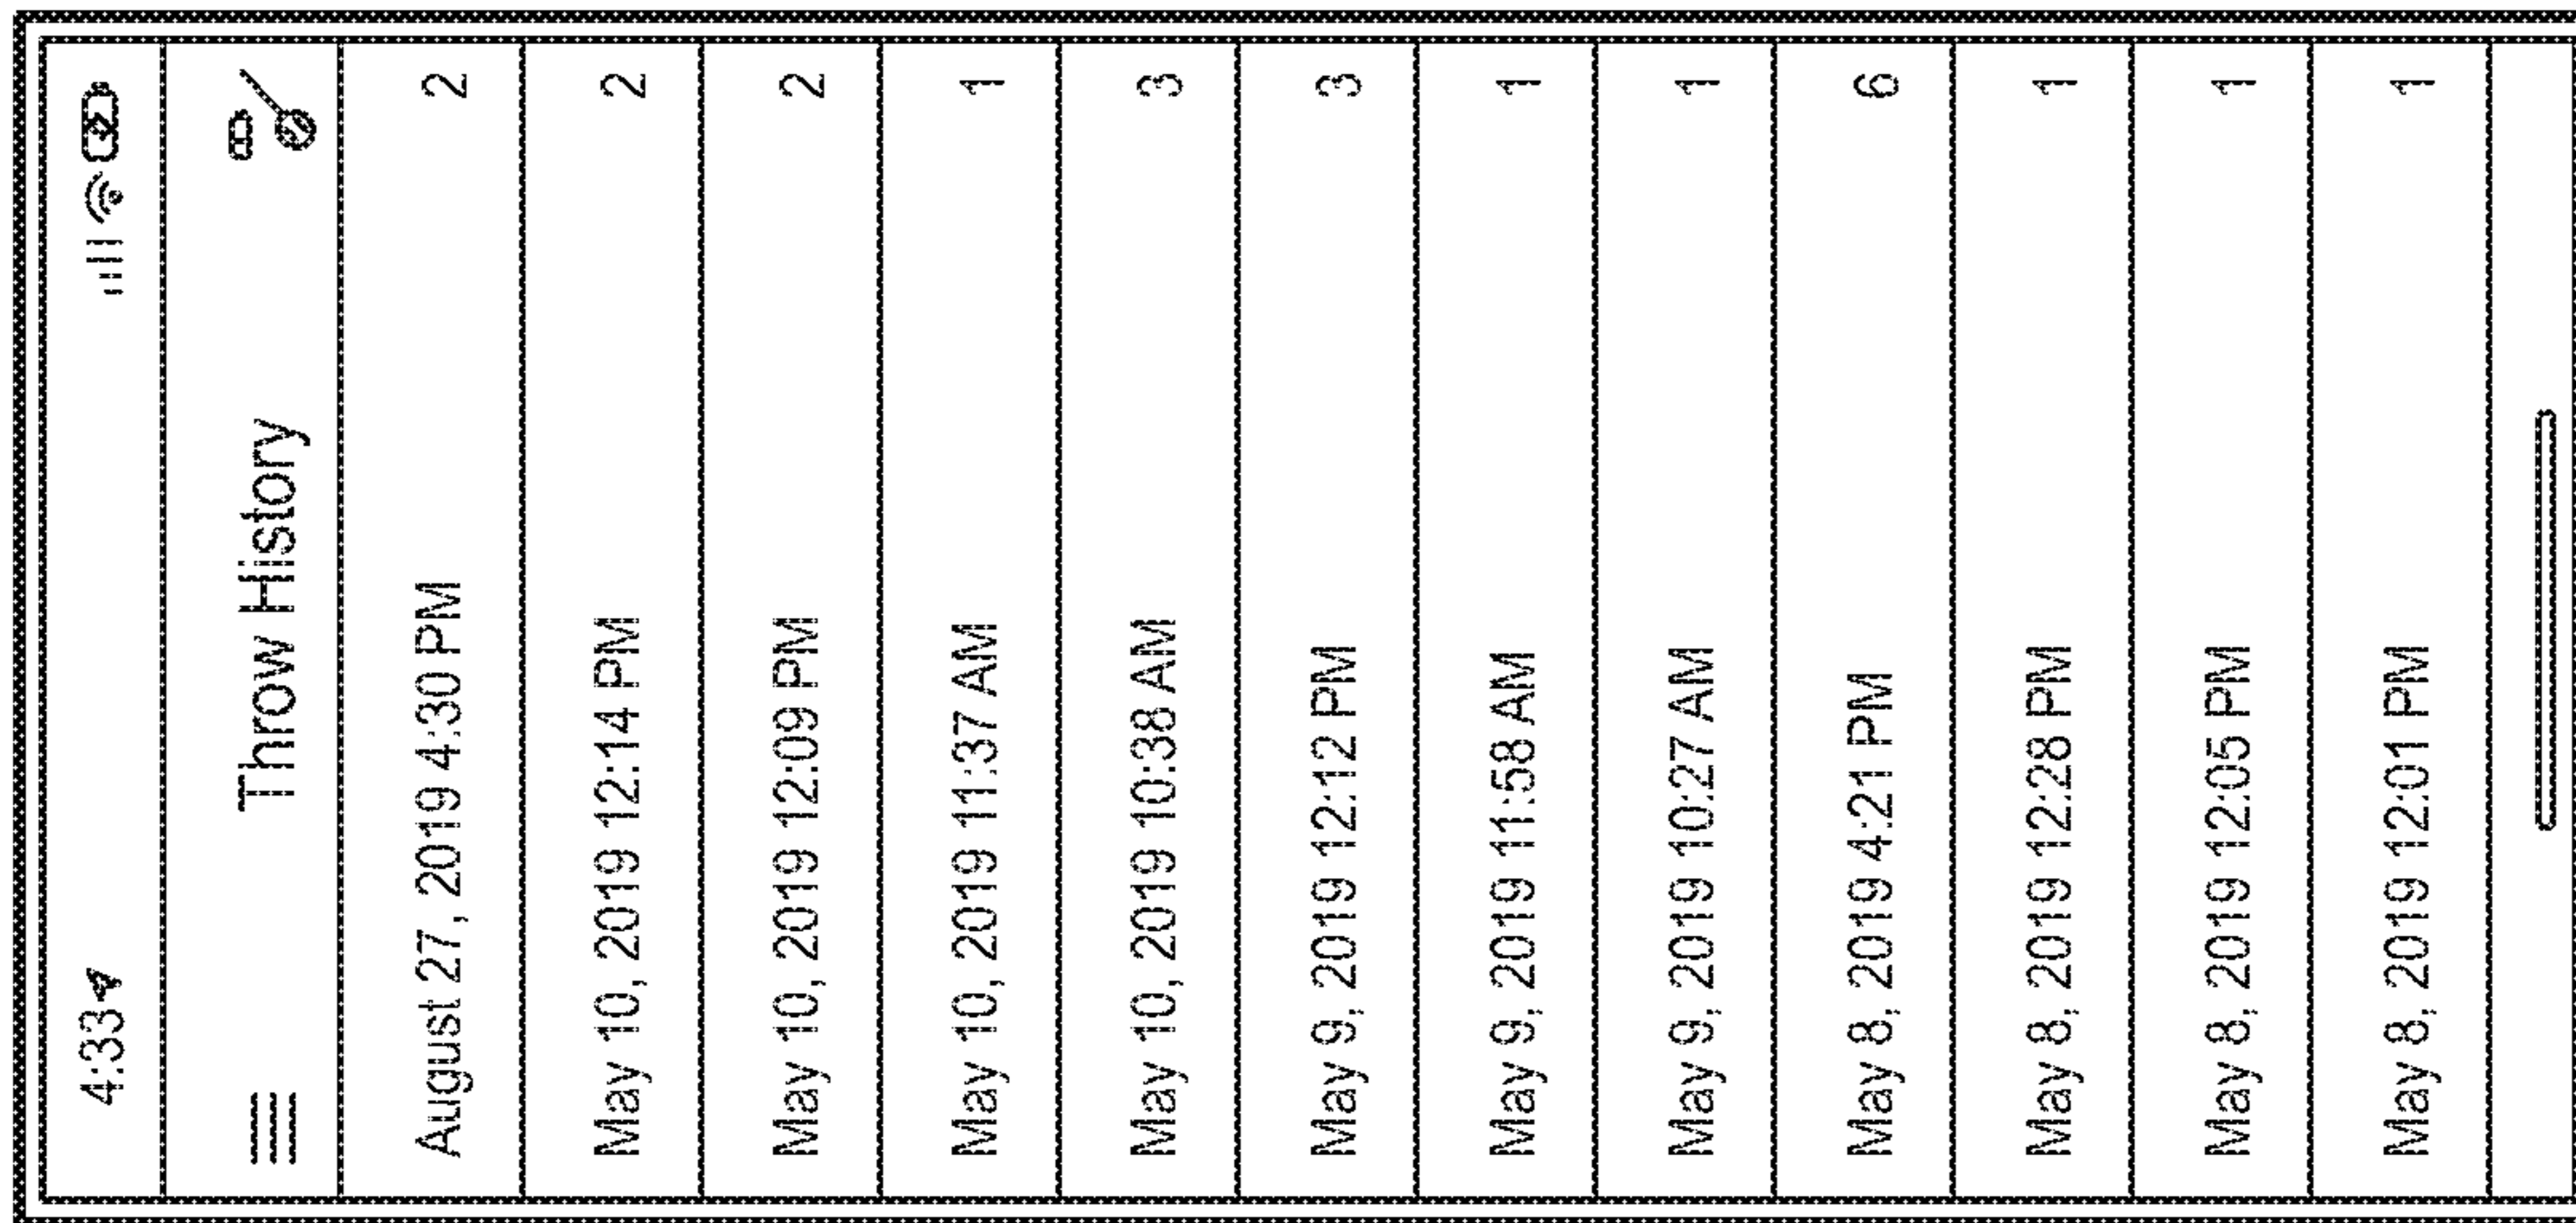 4:33
Throw History
August 27, 2019 4:30 PM 2
May 10, 2019 12:14 PM 2
May 10, 2019 12:09 PM 2
May 10, 2019 11:37 AM 1
May 10, 2019 10:38 AM 3
May 9, 2019 12:12 PM 3
May 9, 2019 11:58 AM 1
May 9, 2019 10:27 AM 1
May 8, 2019 4:21 PM 6
May 8, 2019 12:28 PM 1
May 8, 2019 12:05 PM 1
May 8, 2019 12:01 PM 1